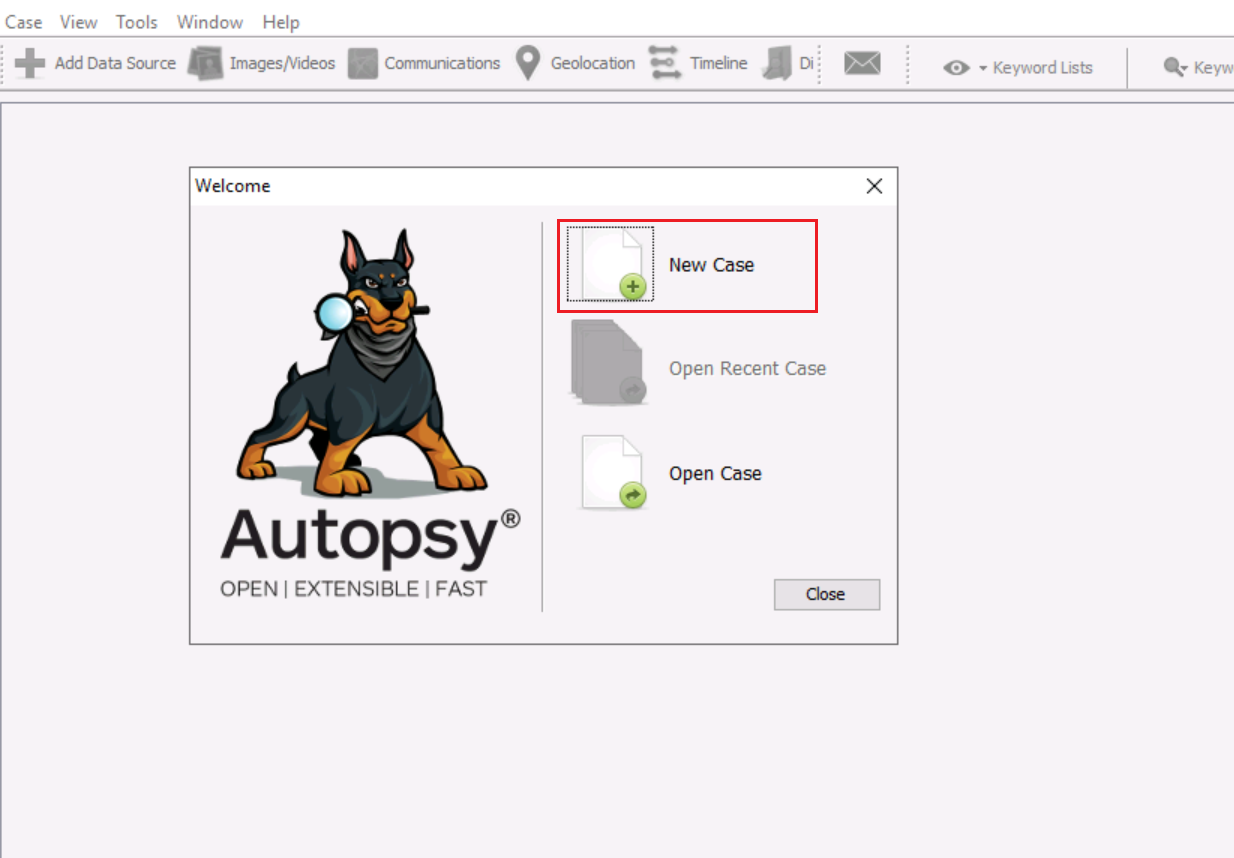 Case View Tools Window Help
Add Data Source Images/Videos Communications Geolocation Timeline Di Keyword Lists Keyw
Welcome
New Case
Open Recent Case
Open Case
Autopsy®
OPEN | EXTENSIBLE | FAST
Close